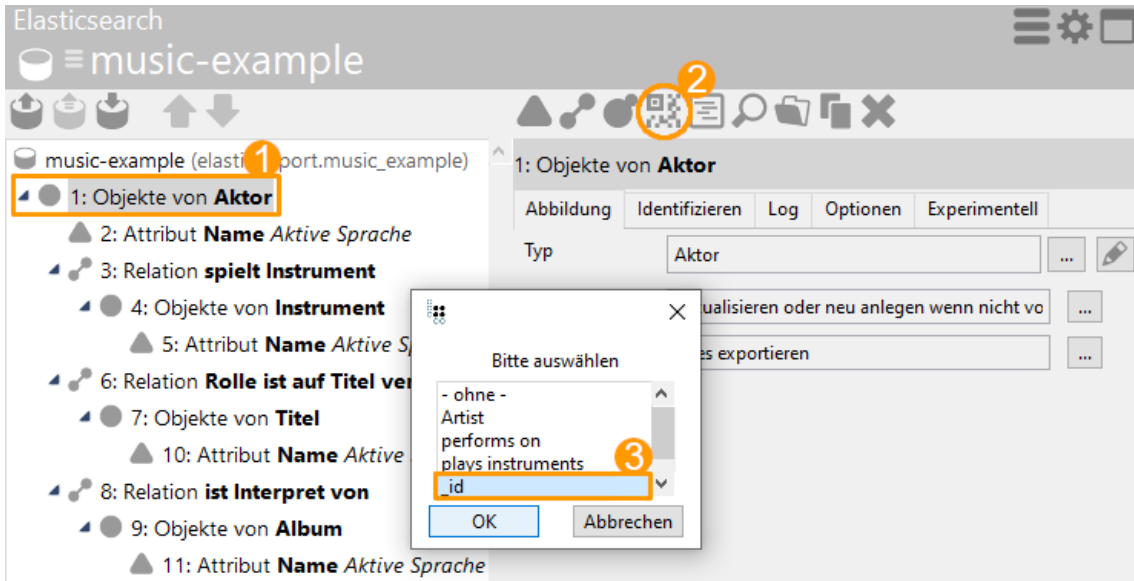 Elasticsearch
music-example
2
music-example (elasti port.music_example)
1
1: Objekte von Aktor
1: Objekte von Aktor
Abbildung Identifizieren Log Optionen Experimentell
2: Attribut Name Aktive Sprache
Typ Aktor ...
3: Relation spielt Instrument
4: Objekte von Instrument
ualisieren oder neu anlegen wenn nicht vo ...
5: Attribut Name Aktive
es exportieren ...
Bitte auswählen
6: Relation Rolle ist auf Titel
7: Objekte von Titel
10: Attribut Name Aktive
8: Relation ist Interpret von
9: Objekte von Album
11: Attribut Name Aktive Sprache
- ohne -
Artist
performs on
plays instruments
3
_id
OK Abbrechen